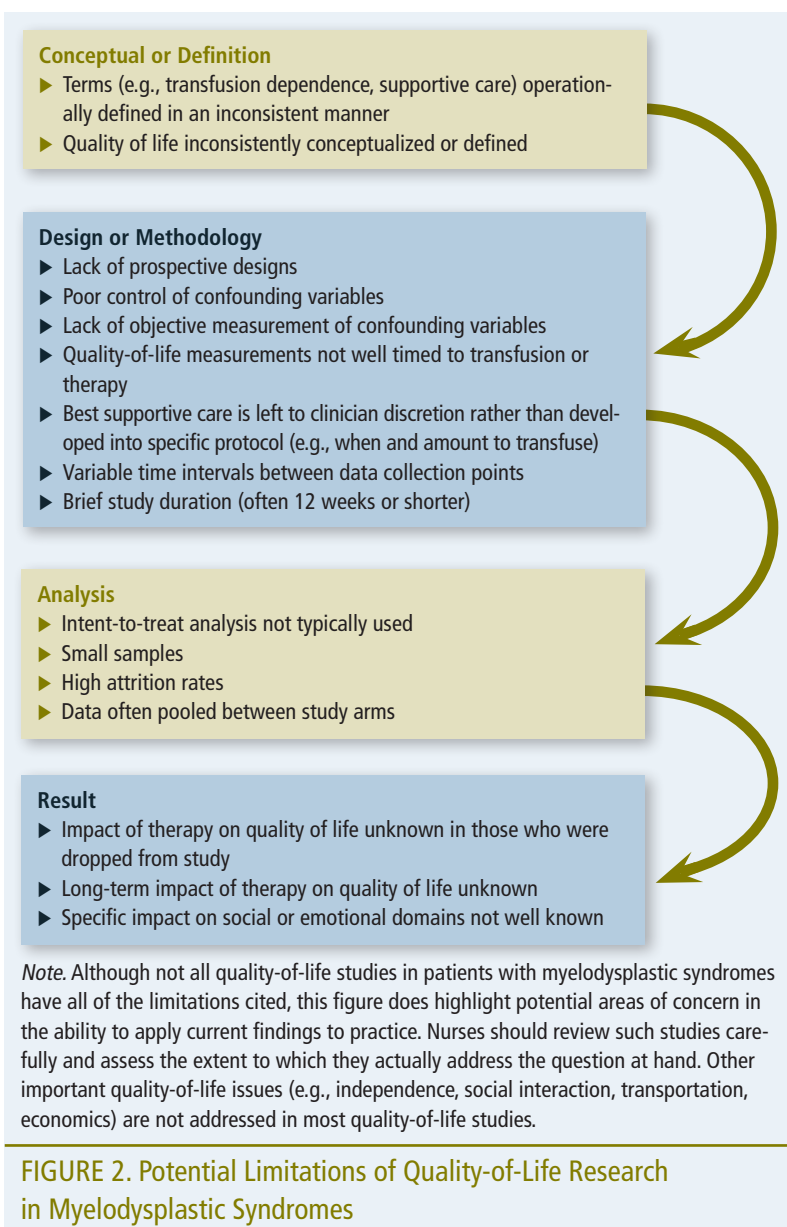 Conceptual or Definition
▶ Terms (e.g., transfusion dependence, supportive care) operation-
ally defined in an inconsistent manner
▶ Quality of life inconsistently conceptualized or defined
Design or Methodology
▶ Lack of prospective designs
▶ Poor control of confounding variables
▶ Lack of objective measurement of confounding variables
▶ Quality-of-life measurements not well timed to transfusion or
therapy
▶ Best supportive care is left to clinician discretion rather than devel-
oped into specific protocol (e.g., when and amount to transfuse)
▶ Variable time intervals between data collection points
▶ Brief study duration (often 12 weeks or shorter)
Analysis
▶ Intent-to-treat analysis not typically used
▶ Small samples
▶ High attrition rates
▶ Data often pooled between study arms
Result
▶ Impact of therapy on quality of life unknown in those who were
dropped from study
▶ Long-term impact of therapy on quality of life unknown
▶ Specific impact on social or emotional domains not well known
Note. Although not all quality-of-life studies in patients with myelodysplastic syndromes
have all of the limitations cited, this figure does highlight potential areas of concern in
the ability to apply current findings to practice. Nurses should review such studies care-
fully and assess the extent to which they actually address the question at hand. Other
important quality-of-life issues (e.g., independence, social interaction, transportation,
economics) are not addressed in most quality-of-life studies.
FIGURE 2. Potential Limitations of Quality-of-Life Research
in Myelodysplastic Syndromes